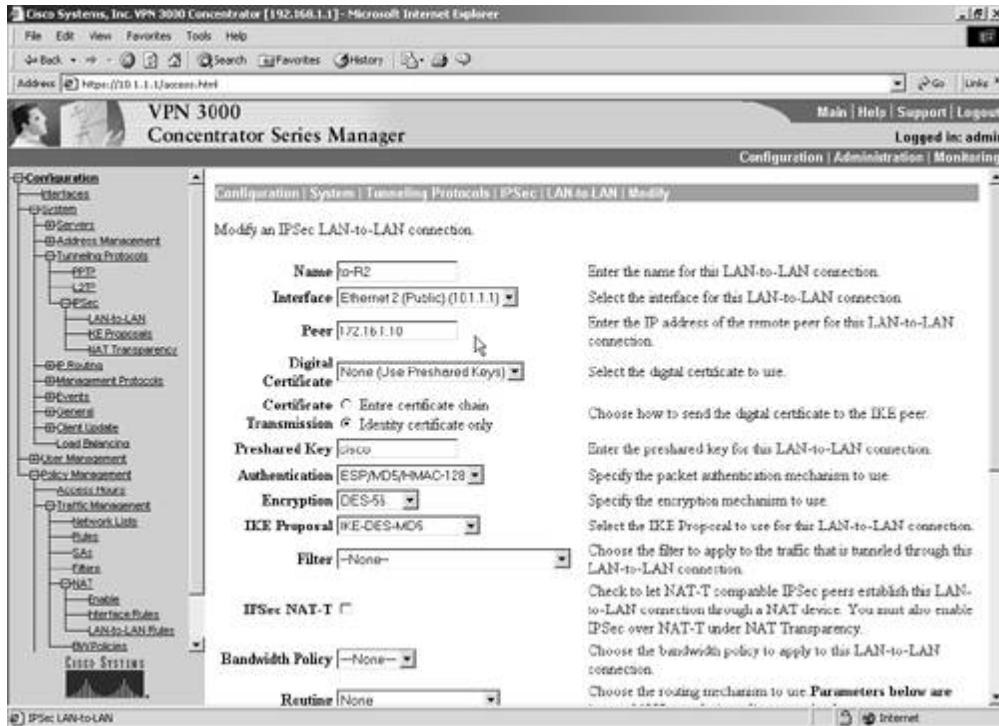 Cisco Systems, Inc. VPN 3000 Concentrator [192.168.1.1] - Microsoft Internet Explorer
File Edit View Favorites Tools Help
Back Search Favorites History
Address https://10.1.1.1/access.html Go Links
VPN 3000
Concentrator Series Manager
Main | Help | Support | Logout
Logged in: admi
Configuration | Administration | Monitoring
Configuration
Interfaces
System
Servers
Address Management
Tunneling Protocols
PPTP
L2TP
IPSec
LAN-to-LAN
IKE Proposals
NAT Transparency
IP Routing
Management Protocols
Events
General
Client Update
Load Balancing
User Management
Policy Management
Access Hours
Traffic Management
Network Lists
Rules
SAs
Filters
NAT
Enable
Interface Rules
LAN-to-LAN Rules
BW Policies
CISCO SYSTEMS
Configuration | System | Tunneling Protocols | IPSec | LAN-to-LAN | Modify
Modify an IPSec LAN-to-LAN connection.
Name to-R2 Enter the name for this LAN-to-LAN connection.
Interface Ethernet 2 (Public) (10.1.1.1) Select the interface for this LAN-to-LAN connection.
Peer 172.16.1.10 Enter the IP address of the remote peer for this LAN-to-LAN
connection.
Digital Certificate None (Use Preshared Keys) Select the digital certificate to use.
Certificate Transmission Entire certificate chain
Identity certificate only Choose how to send the digital certificate to the IKE peer.
Preshared Key cisco Enter the preshared key for this LAN-to-LAN connection.
Authentication ESP/MD5/HMAC-128 Specify the packet authentication mechanism to use.
Encryption DES-56 Specify the encryption mechanism to use.
IKE Proposal IKE-DES-MD5 Select the IKE Proposal to use for this LAN-to-LAN connection.
Filter --None-- Choose the filter to apply to the traffic that is tunneled through this
LAN-to-LAN connection.
IPSec NAT-T Check to let NAT-T compatible IPSec peers establish this LAN-
to-LAN connection through a NAT device. You must also enable
IPSec over NAT-T under NAT Transparency.
Bandwidth Policy --None-- Choose the bandwidth policy to apply to this LAN-to-LAN
connection.
Routing None Choose the routing mechanism to use Parameters below are
IPSec LAN-to-LAN Internet